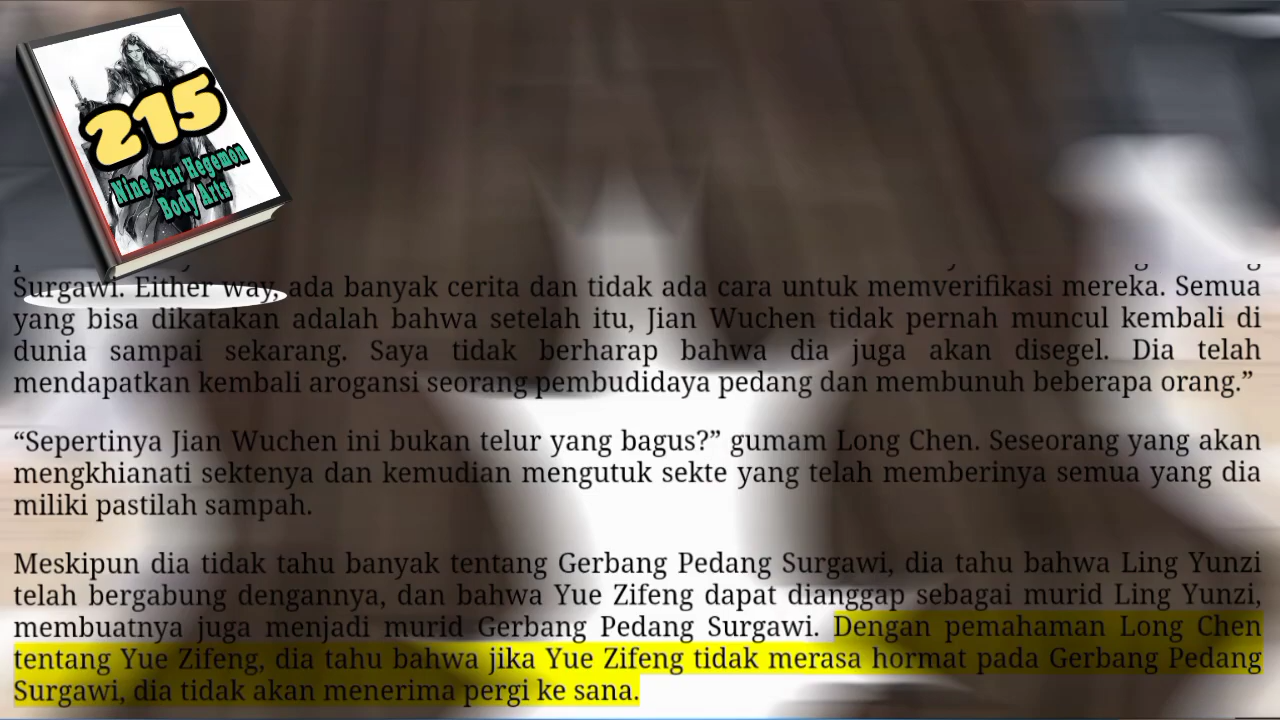 215
Nine Star Hegemon
Body Arts
Surgawi. Either way, ada banyak cerita dan tidak ada cara untuk memverifikasi mereka. Semua
yang bisa dikatakan adalah bahwa setelah itu, Jian Wuchen tidak pernah muncul kembali di
dunia sampai sekarang. Saya tidak berharap bahwa dia juga akan disegel. Dia telah
mendapatkan kembali arogansi seorang pembudidaya pedang dan membunuh beberapa orang.”
“Sepertinya Jian Wuchen ini bukan telur yang bagus?” gumam Long Chen. Seseorang yang akan
mengkhianati sektenya dan kemudian mengutuk sekte yang telah memberinya semua yang dia
miliki pastilah sampah.
Meskipun dia tidak tahu banyak tentang Gerbang Pedang Surgawi, dia tahu bahwa Ling Yunzi
telah bergabung dengannya, dan bahwa Yue Zifeng dapat dianggap sebagai murid Ling Yunzi,
membuatnya juga menjadi murid Gerbang Pedang Surgawi. Dengan pemahaman Long Chen
tentang Yue Zifeng, dia tahu bahwa jika Yue Zifeng tidak merasa hormat pada Gerbang Pedang
Surgawi, dia tidak akan menerima pergi ke sana.